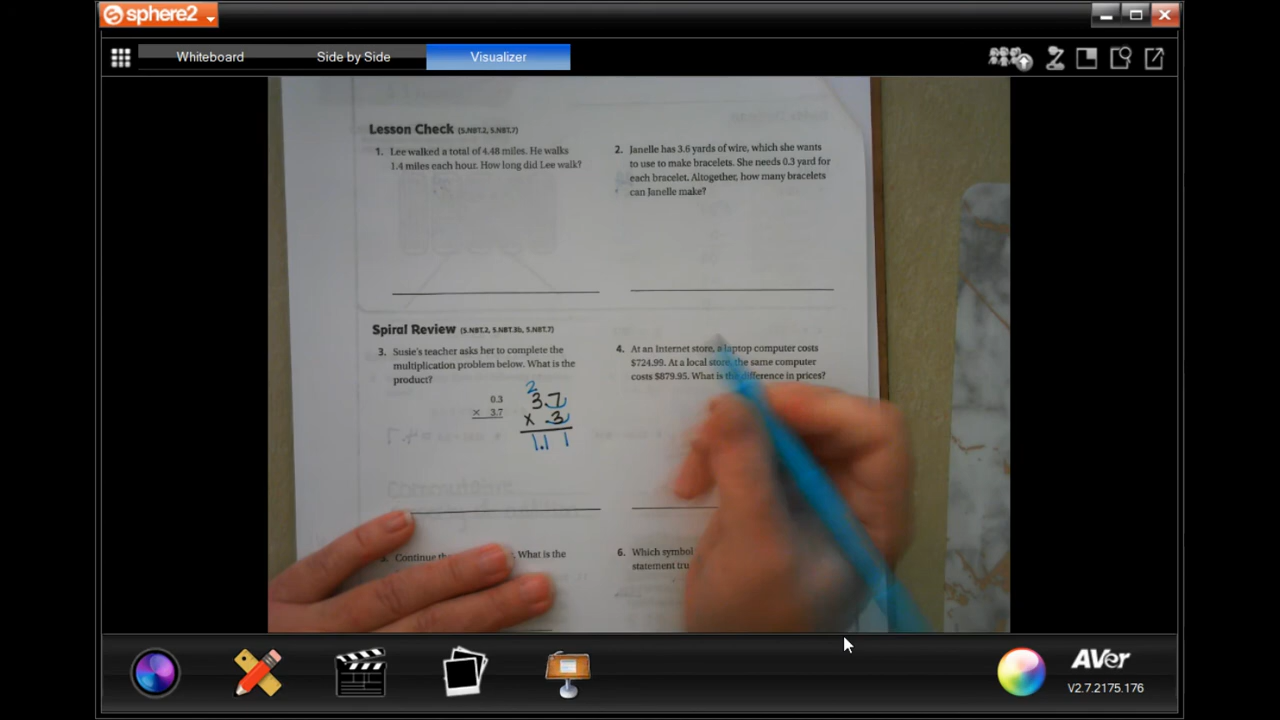 sphere2
Whiteboard
Side by Side
Visualizer
Lesson Check (5.NBT.2, 5.NBT.7)
1. Lee walked a total of 4.48 miles. He walks
1.4 miles each hour. How long did Lee walk?
2. Janelle has 3.6 yards of wire, which she wants
to use to make bracelets. She needs 0.3 yard for
each bracelet. Altogether, how many bracelets
can Janelle make?
Spiral Review (5.NBT.2, 5.NBT.3b, 5.NBT.7)
3. Susie's teacher asks her to complete the
multiplication problem below. What is the
product?
0.3
× 3.7
2
3.7
× .3
1.1 1
4. At an Internet store, a laptop computer costs
$724.99. At a local store, the same computer
costs $879.95. What is the difference in prices?
5. Continue the . What is the
6. Which symbol
statement
AVer
V2.7.2175.176